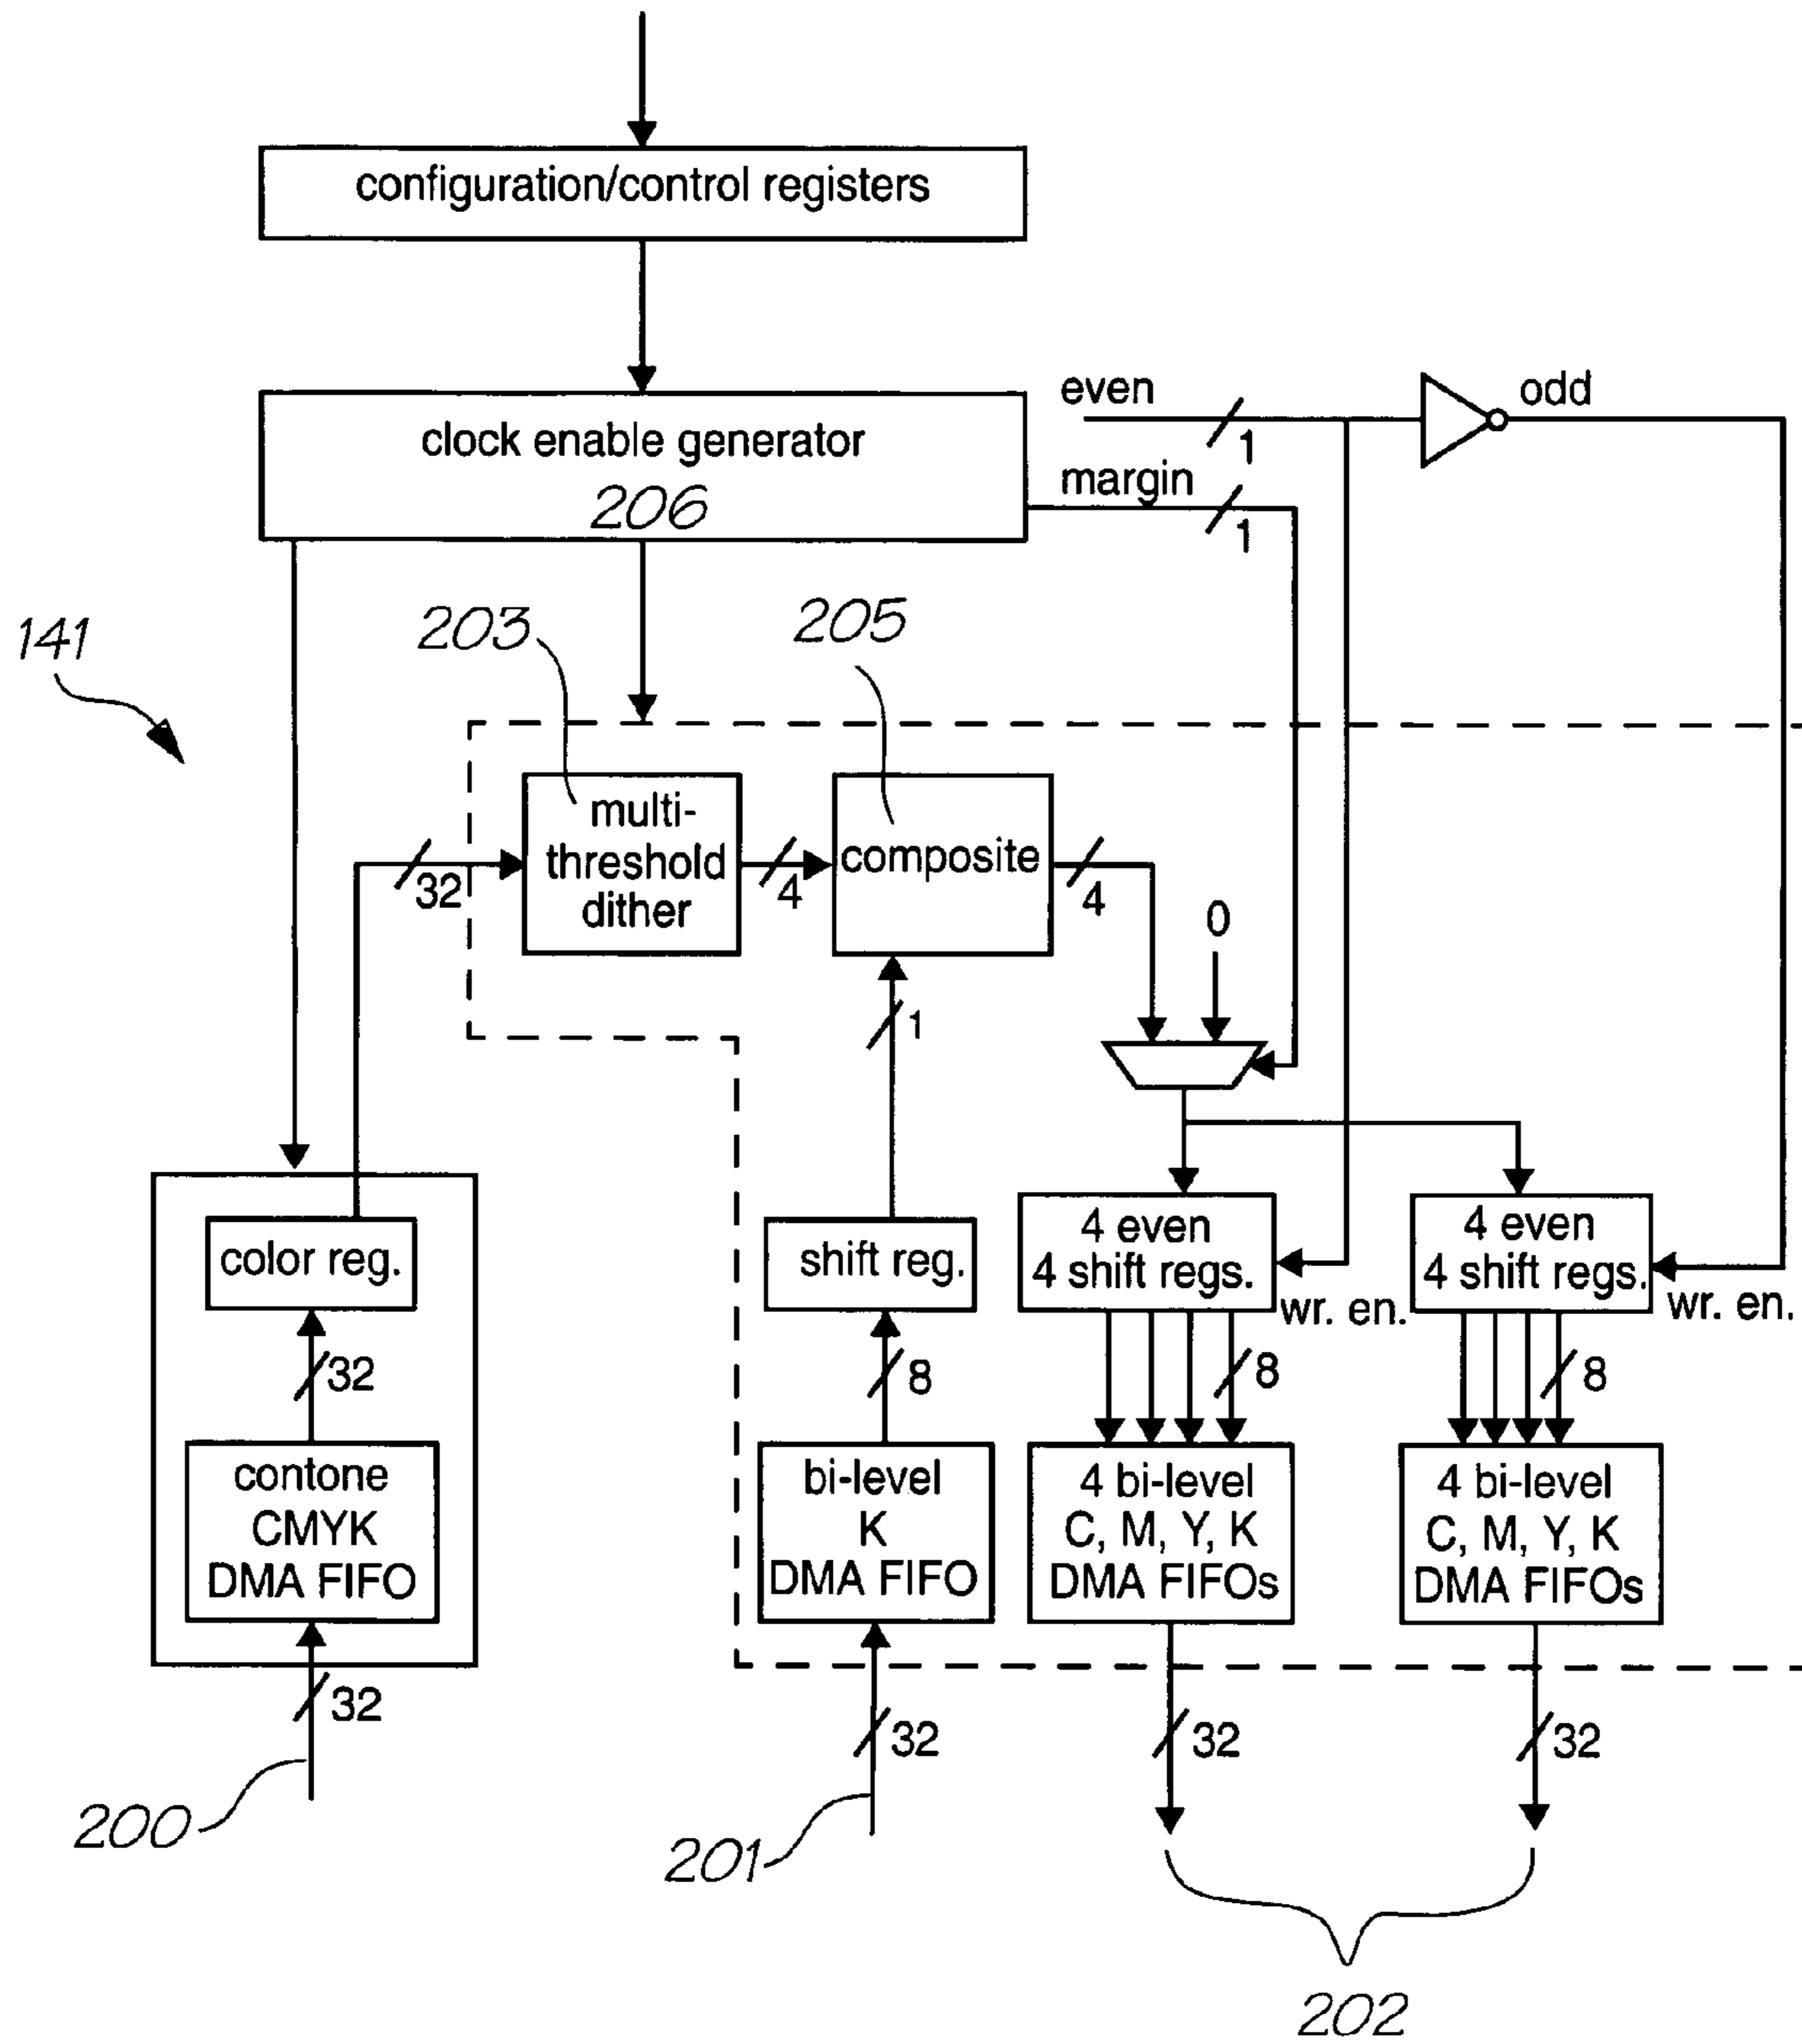 configuration/control registers
even
odd
clock enable generator
206
1
margin
1
141
203
205
multi-
threshold
dither
composite
32
4
4
0
1
color reg.
shift reg.
4 even
4 shift regs.
4 even
4 shift regs.
wr. en.
wr. en.
32
8
8
8
contone
CMYK
DMA FIFO
bi-level
K
DMA FIFO
4 bi-level
C, M, Y, K
DMA FIFOs
4 bi-level
C, M, Y, K
DMA FIFOs
32
32
32
32
200
201
202